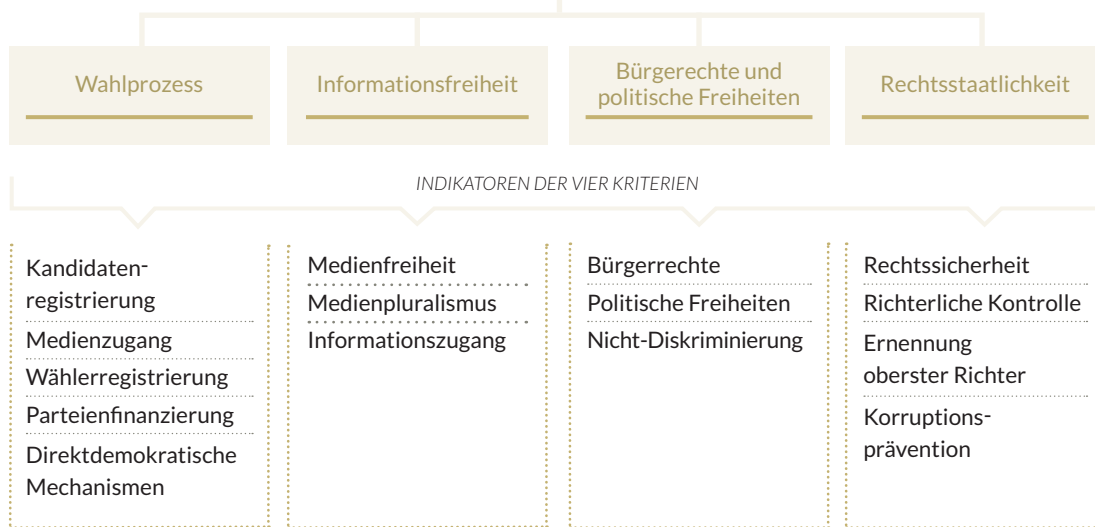 Wahlprozess
Informationsfreiheit
Bürgerechte und
politische Freiheiten
Rechtsstaatlichkeit
INDIKATOREN DER VIER KRITERIEN
Kandidaten-
registrierung
Medienzugang
Wählerregistrierung
Parteienfinanzierung
Direktdemokratische
Mechanismen
Medienfreiheit
Medienpluralismus
Informationszugang
Bürgerrechte
Politische Freiheiten
Nicht-Diskriminierung
Rechtssicherheit
Richterliche Kontrolle
Ernennung
oberster Richter
Korruptions-
prävention